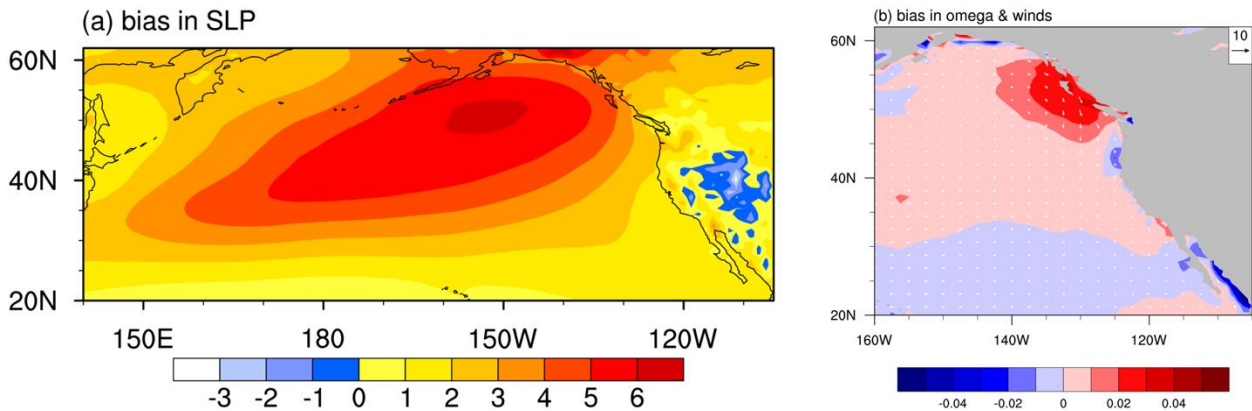 (a) bias in SLP
60N
40N
20N
150E 180 150W 120W
-3 -2 -1 0 1 2 3 4 5 6
(b) bias in omega & winds
10
60N
40N
20N
160W 140W 120W
-0.04 -0.02 0 0.02 0.04